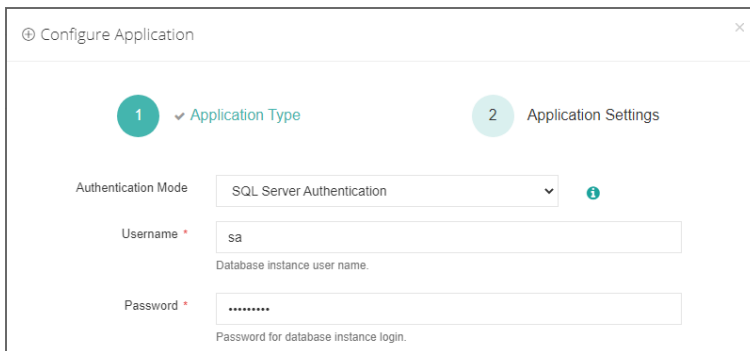 Configure Application
1 Application Type 2 Application Settings
Authentication Mode SQL Server Authentication
Username * sa
Database instance user name.
Password * •••••••••
Password for database instance login.